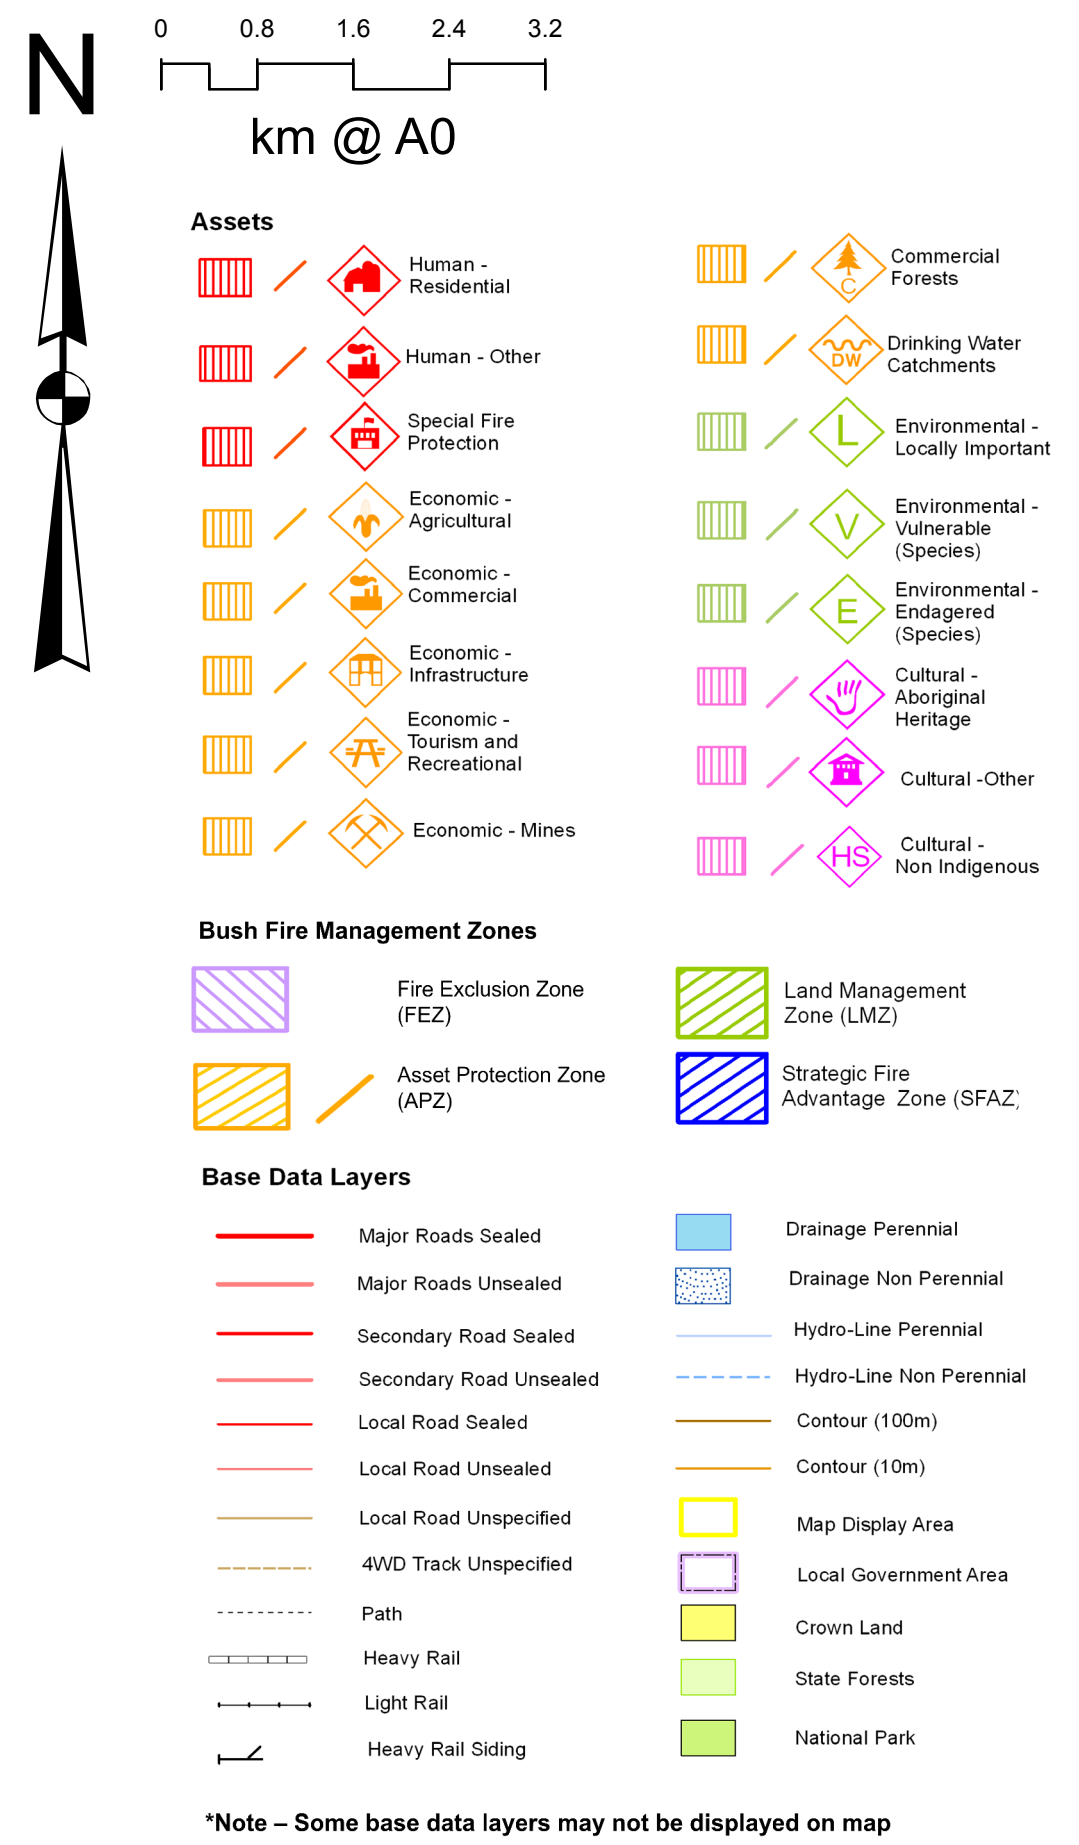 N
0 0.8 1.6 2.4 3.2
km @ A0
Assets
Human -
Residential
Human - Other
Special Fire
Protection
Economic -
Agricultural
Economic -
Commercial
Economic -
Infrastructure
Economic -
Tourism and
Recreational
Economic - Mines
C
Commercial
Forests
DW
Drinking Water
Catchments
L
Environmental -
Locally Important
V
Environmental -
Vulnerable
(Species)
E
Environmental -
Endagered
(Species)
Cultural -
Aboriginal
Heritage
Cultural -Other
HS
Cultural -
Non Indigenous
Bush Fire Management Zones
Fire Exclusion Zone
(FEZ)
Asset Protection Zone
(APZ)
Land Management
Zone (LMZ)
Strategic Fire
Advantage Zone (SFAZ)
Base Data Layers
Major Roads Sealed
Major Roads Unsealed
Secondary Road Sealed
Secondary Road Unsealed
Local Road Sealed
Local Road Unsealed
Local Road Unspecified
4WD Track Unspecified
Path
Heavy Rail
Light Rail
Heavy Rail Siding
Drainage Perennial
Drainage Non Perennial
Hydro-Line Perennial
Hydro-Line Non Perennial
Contour (100m)
Contour (10m)
Map Display Area
Local Government Area
Crown Land
State Forests
National Park
*Note – Some base data layers may not be displayed on map